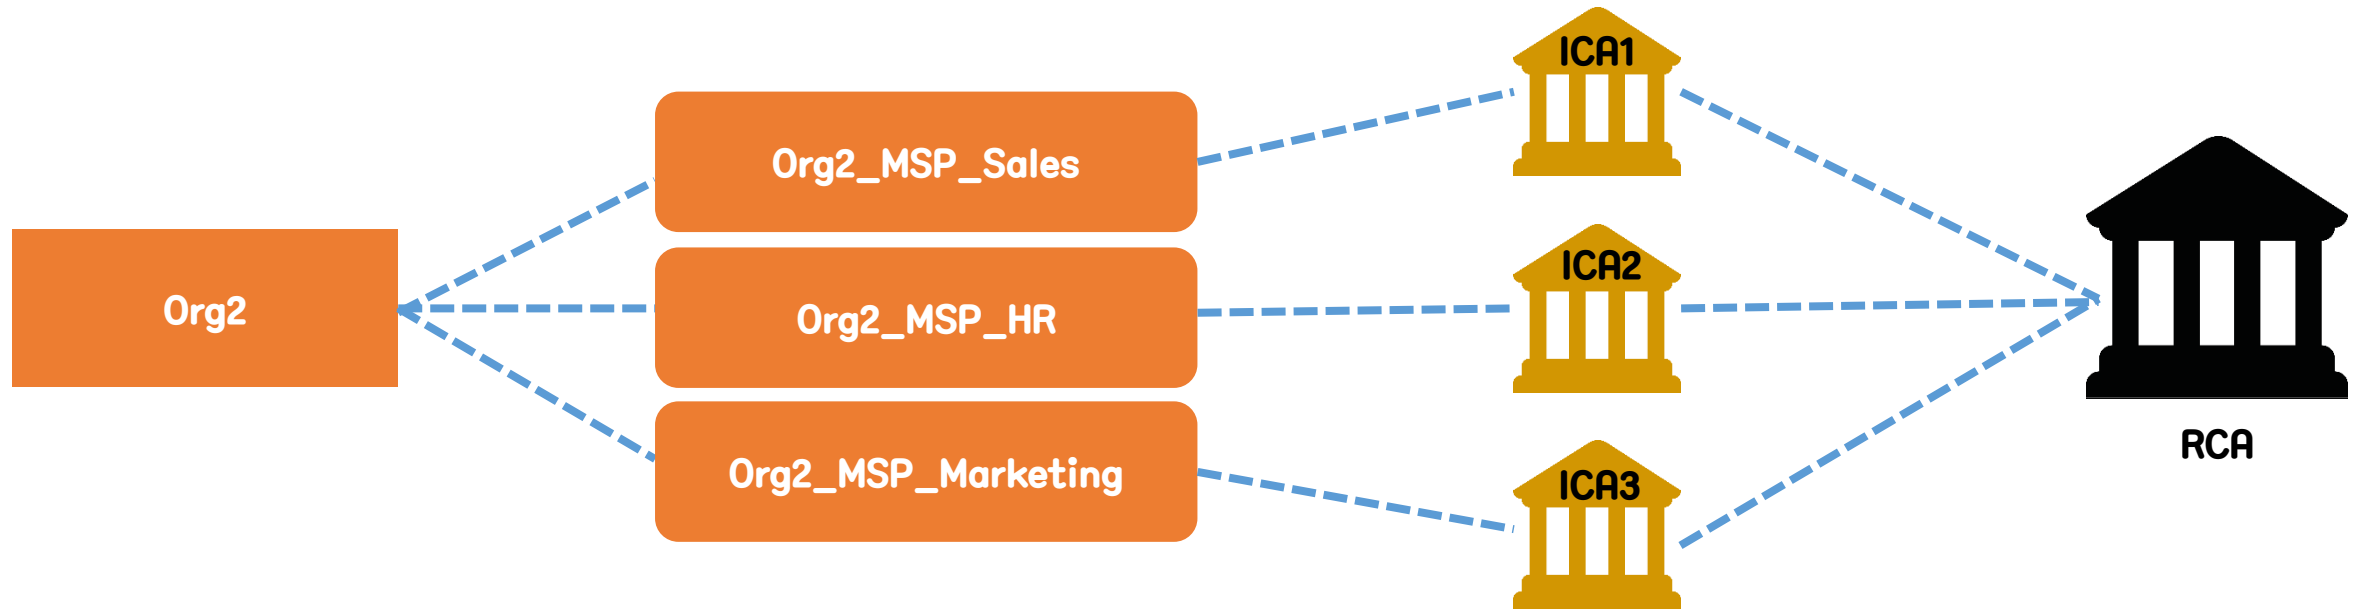 Org2
Org2_MSP_Sales
Org2_MSP_HR
Org2_MSP_Marketing
ICA1
ICA2
ICA3
RCA